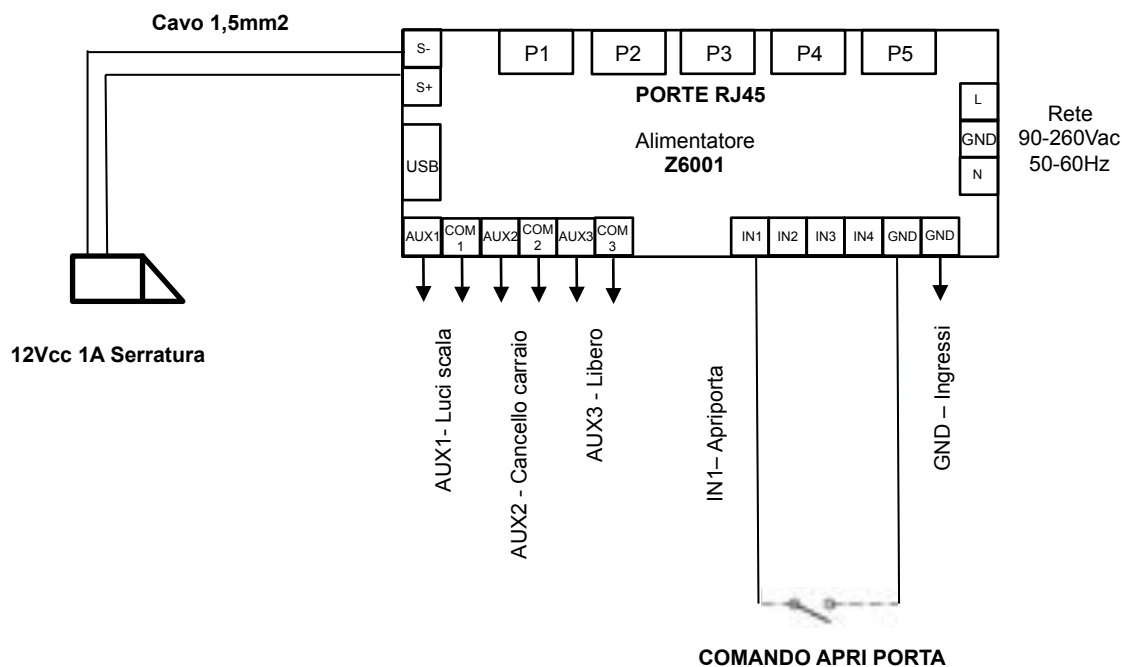 Cavo 1,5mm2
S-
S+
P1
P2
P3
P4
P5
PORTE RJ45
Alimentatore
Z6001
USB
L
GND
N
Rete
90-260Vac
50-60Hz
AUX1
COM
1
AUX2
COM
2
AUX3
COM
3
IN1
IN2
IN3
IN4
GND
GND
12Vcc 1A Serratura
AUX1- Luci scala
AUX2 - Cancello carraio
AUX3 - Libero
IN1– Apriporta
GND – Ingressi
COMANDO APRI PORTA